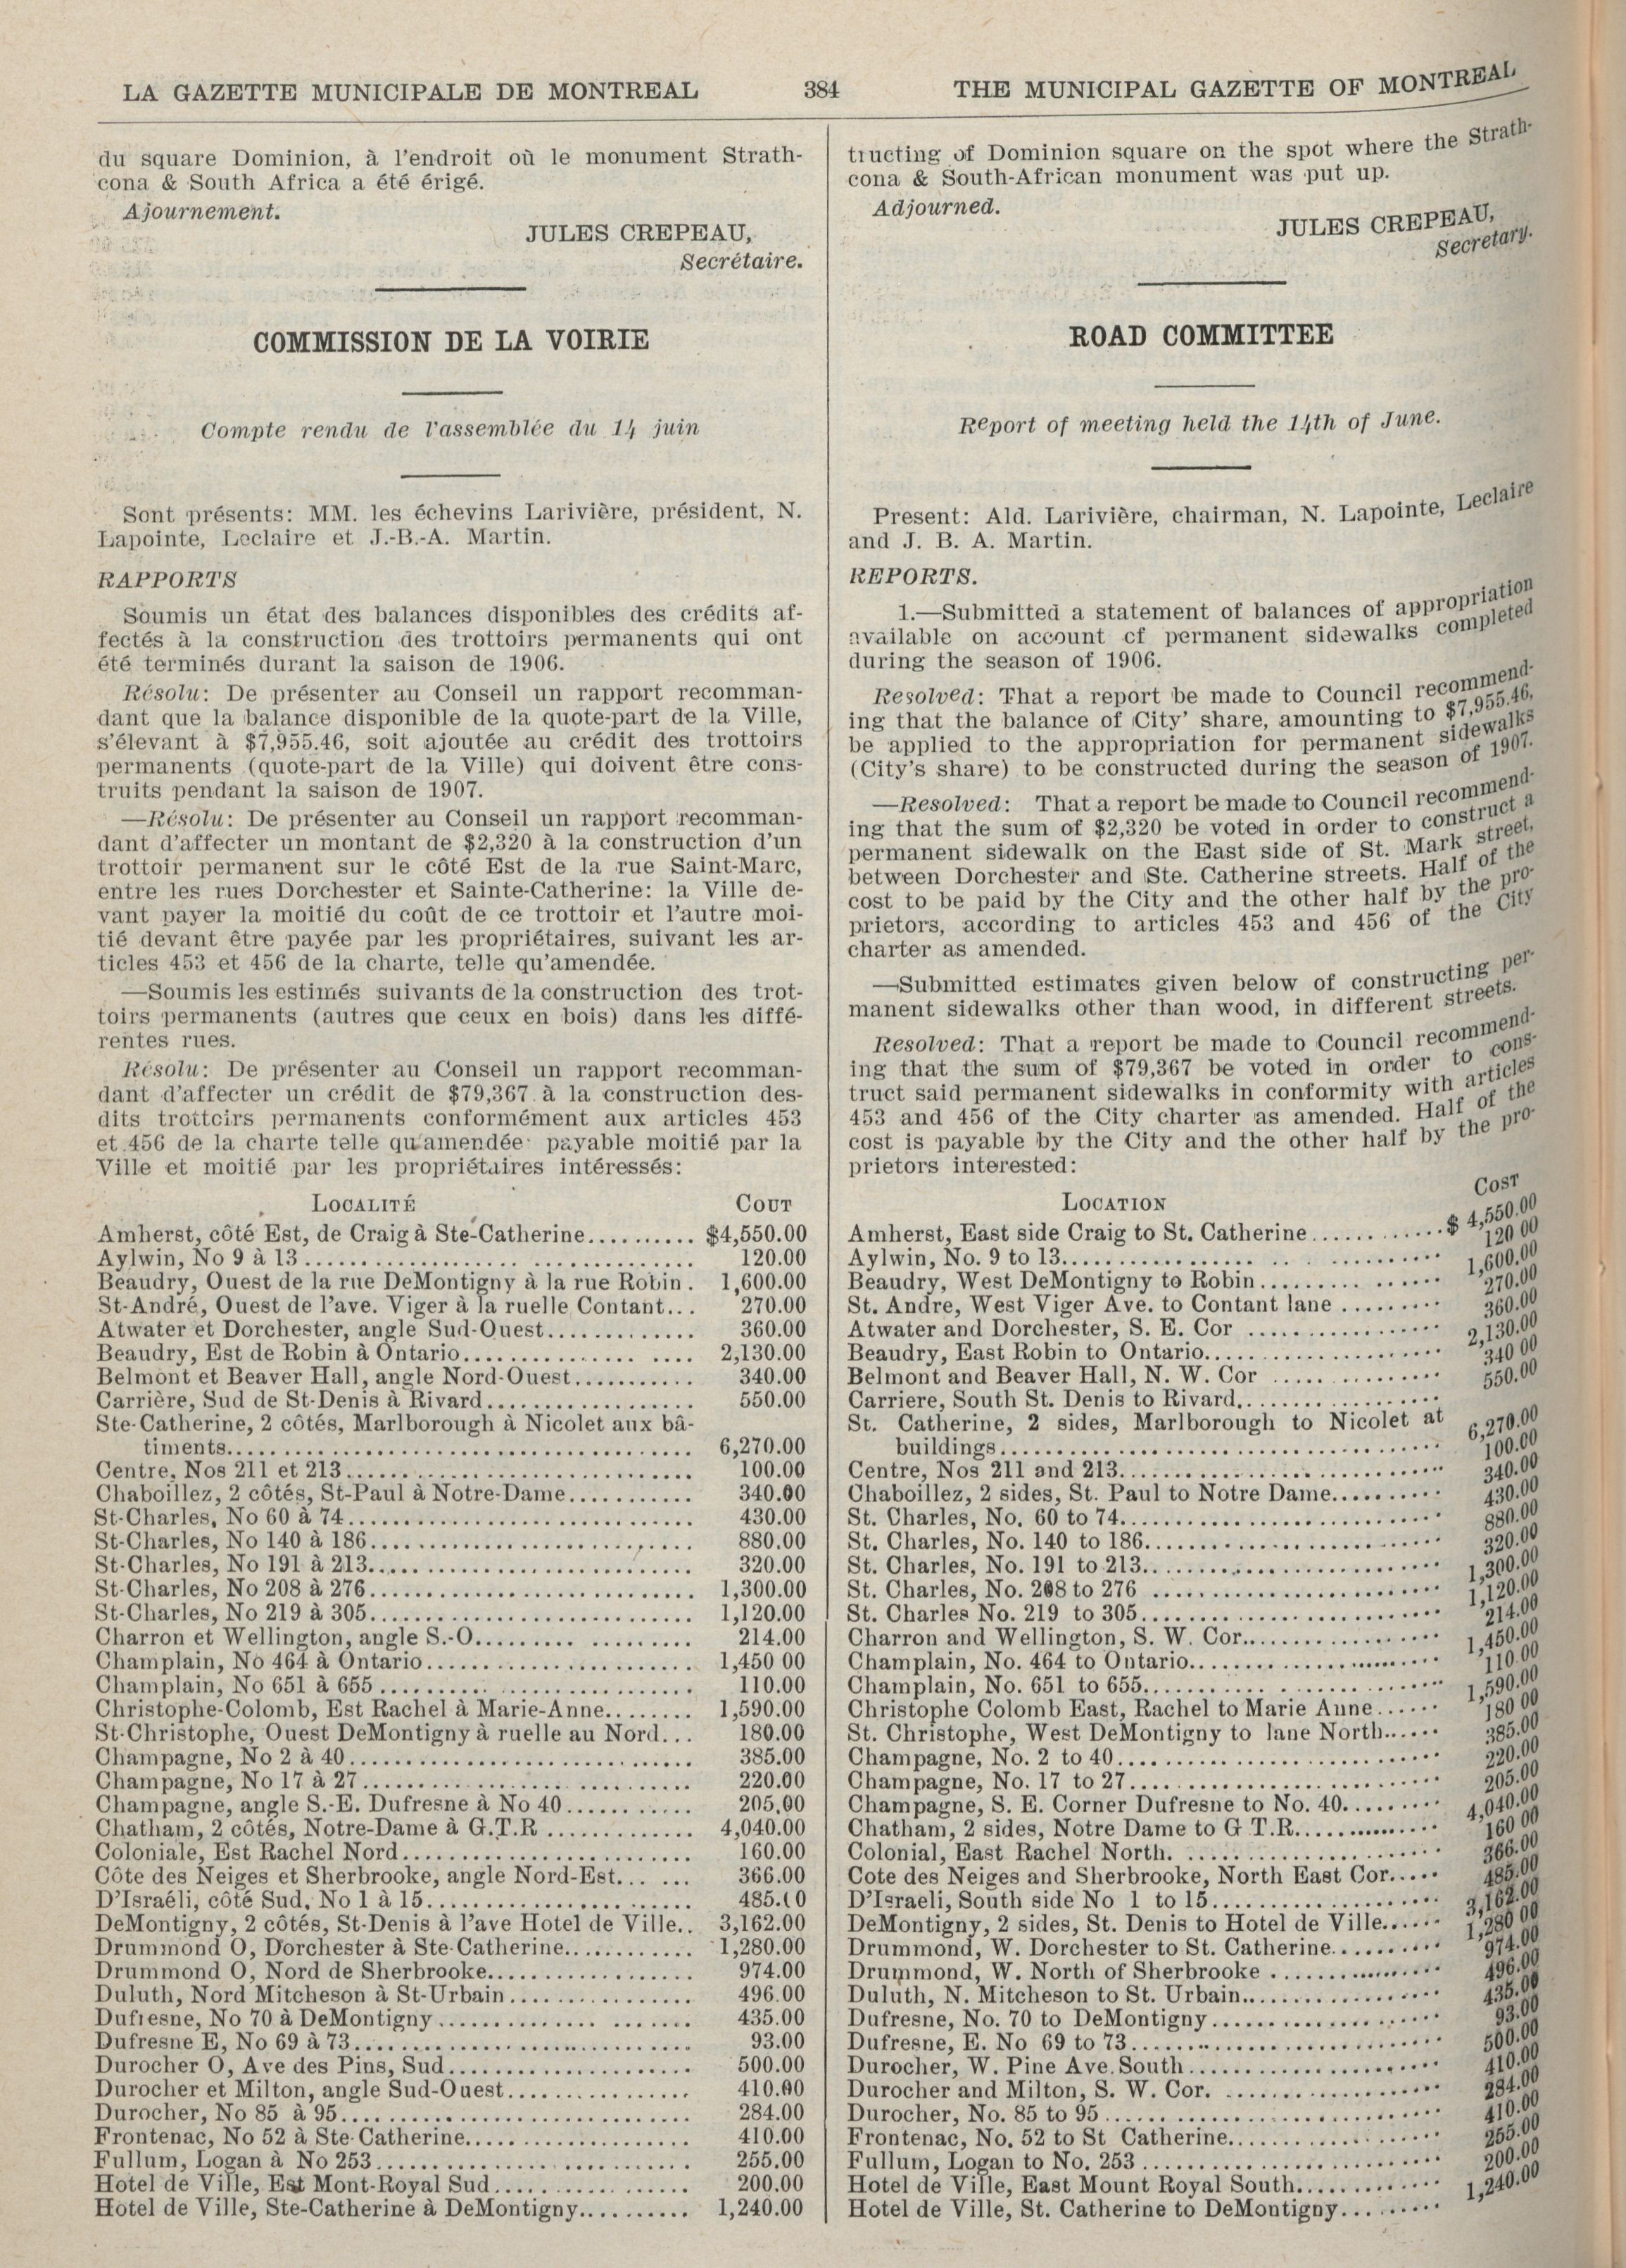 LA GAZETTE MUNICIPALE DE MONTREAL 384 THE MUNICIPAL GAZETTE OF MONTREAL
du square Dominion, à l'endroit où le monument Strath-
cona & South Africa a été érigé.
Ajournement.
JULES CREPEAU,
Secrétaire.
COMMISSION DE LA VOIRIE
Compte rendu de l'assemblée du 14 juin
Sont présents: MM. les échevins Larivière, président, N.
Lapointe, Leclaire et J.-B.-A. Martin.
RAPPORTS
Soumis un état des balances disponibles des crédits af-
fectés à la construction des trottoirs permanents qui ont
été terminés durant la saison de 1906.
Résolu: De présenter au Conseil un rapport recomman-
dant que la balance disponible de la quote-part de la Ville,
s'élevant à $7,955.46, soit ajoutée au crédit des trottoirs
permanents (quote-part de la Ville) qui doivent être cons-
truits pendant la saison de 1907.
—Résolu: De présenter au Conseil un rapport recomman-
dant d'affecter un montant de $2,320 à la construction d'un
trottoir permanent sur le côté Est de la rue Saint-Marc,
entre les rues Dorchester et Sainte-Catherine: la Ville de-
vant payer la moitié du coût de ce trottoir et l'autre moi-
tié devant être payée par les propriétaires, suivant les ar-
ticles 453 et 456 de la charte, telle qu'amendée.
—Soumis les estimés suivants de la construction des trot-
toirs permanents (autres que ceux en bois) dans les diffé-
rentes rues.
Résolu: De présenter au Conseil un rapport recomman-
dant d'affecter un crédit de $79,367 à la construction des-
dits trottoirs permanents conformément aux articles 453
et 456 de la charte telle qu'amendée payable moitié par la
Ville et moitié par les propriétaires intéressés:
LOCALITÉ COUT
Amherst, côté Est, de Craig à Ste-Catherine.......... $4,550.00
Aylwin, No 9 à 13.......... 120.00
Beaudry, Ouest de la rue DeMontigny à la rue Robin. 1,600.00
St-André, Ouest de l'ave. Viger à la ruelle Contant... 270.00
Atwater et Dorchester, angle Sud-Ouest.......... 360.00
Beaudry, Est de Robin à Ontario.......... 2,130.00
Belmont et Beaver Hall, angle Nord-Ouest.......... 340.00
Carrière, Sud de St-Denis à Rivard.......... 550.00
Ste-Catherine, 2 côtés, Marlborough à Nicolet aux bâ-
timents.......... 6,270.00
Centre, Nos 211 et 213.......... 100.00
Chaboillez, 2 côtés, St-Paul à Notre-Dame.......... 340.00
St-Charles, No 60 à 74.......... 430.00
St-Charles, No 140 à 186.......... 880.00
St-Charles, No 191 à 213.......... 320.00
St-Charles, No 208 à 276.......... 1,300.00
St-Charles, No 219 à 305.......... 1,120.00
Charron et Wellington, angle S.-O.......... 214.00
Champlain, No 464 à Ontario.......... 1,450 00
Champlain, No 651 à 655.......... 110.00
Christophe-Colomb, Est Rachel à Marie-Anne........ 1,590.00
St-Christophe, Ouest DeMontigny à ruelle au Nord... 180.00
Champagne, No 2 à 40.......... 385.00
Champagne, No 17 à 27.......... 220.00
Champagne, angle S.-E. Dufresne à No 40.......... 205.00
Chatham, 2 côtés, Notre-Dame à G.T.R.......... 4,040.00
Coloniale, Est Rachel Nord.......... 160.00
Côte des Neiges et Sherbrooke, angle Nord-Est...... 366.00
D'Israéli, côté Sud, No 1 à 15.......... 485.00
DeMontigny, 2 côtés, St-Denis à l'ave Hotel de Ville.. 3,162.00
Drummond O, Dorchester à Ste-Catherine.......... 1,280.00
Drummond O, Nord de Sherbrooke.......... 974.00
Duluth, Nord Mitcheson à St-Urbain.......... 496.00
Dufresne, No 70 à DeMontigny.......... 435.00
Dufresne E, No 69 à 73.......... 93.00
Durocher O, Ave des Pins, Sud.......... 500.00
Durocher et Milton, angle Sud-Ouest.......... 410.00
Durocher, No 85 à 95.......... 284.00
Frontenac, No 52 à Ste-Catherine.......... 410.00
Fullum, Logan à No 253.......... 255.00
Hotel de Ville, Est Mont-Royal Sud.......... 200.00
Hotel de Ville, Ste-Catherine à DeMontigny.......... 1,240.00
tructing of Dominion square on the spot where the Strath-
cona & South-African monument was put up.
Adjourned.
JULES CREPEAU,
Secretary.
ROAD COMMITTEE
Report of meeting held the 14th of June.
Present: Ald. Larivière, chairman, N. Lapointe, Leclaire
and J. B. A. Martin.
REPORTS.
1.—Submitted a statement of balances of appropriation
available on account of permanent sidewalks completed
during the season of 1906.
Resolved: That a report be made to Council recommend-
ing that the balance of City' share, amounting to $7,955.46,
be applied to the appropriation for permanent sidewalks
(City's share) to be constructed during the season of 1907.
—Resolved: That a report be made to Council recommend-
ing that the sum of $2,320 be voted in order to construct a
permanent sidewalk on the East side of St. Mark street,
between Dorchester and Ste. Catherine streets. Half of the
cost to be paid by the City and the other half by the pro-
prietors, according to articles 453 and 456 of the City
charter as amended.
—Submitted estimates given below of constructing per-
manent sidewalks other than wood, in different streets.
Resolved: That a report be made to Council recommend-
ing that the sum of $79,367 be voted in order to cons-
truct said permanent sidewalks in conformity with articles
453 and 456 of the City charter as amended. Half of the
cost is payable by the City and the other half by the pro-
prietors interested:
LOCATION COST
Amherst, East side Craig to St. Catherine.......... $ 4,550.00
Aylwin, No. 9 to 13.......... 120 00
Beaudry, West DeMontigny to Robin.......... 1,600.00
St. Andre, West Viger Ave. to Contant lane......... 270.00
Atwater and Dorchester, S. E. Cor.......... 360.00
Beaudry, East Robin to Ontario.......... 2,130.00
Belmont and Beaver Hall, N. W. Cor.......... 340 00
Carriere, South St. Denis to Rivard.......... 550.00
St. Catherine, 2 sides, Marlborough to Nicolet at
buildings.......... 6,270.00
Centre, Nos 211 and 213.......... 100.00
Chaboillez, 2 sides, St. Paul to Notre Dame.......... 340.00
St. Charles, No. 60 to 74.......... 430.00
St. Charles, No. 140 to 186.......... 880.00
St. Charles, No. 191 to 213.......... 320.00
St. Charles, No. 208 to 276.......... 1,300.00
St. Charles No. 219 to 305.......... 1,120.00
Charron and Wellington, S. W. Cor.......... 214.00
Champlain, No. 464 to Ontario.......... 1,450.00
Champlain, No. 651 to 655.......... 110 00
Christophe Colomb East, Rachel to Marie Anne...... 1,590.00
St. Christophe, West DeMontigny to lane North...... 180 00
Champagne, No. 2 to 40.......... 385.00
Champagne, No. 17 to 27.......... 220.00
Champagne, S. E. Corner Dufresne to No. 40......... 205.00
Chatham, 2 sides, Notre Dame to G T.R.......... 4,040.00
Colonial, East Rachel North.......... 160 00
Cote des Neiges and Sherbrooke, North East Cor..... 366.00
D'Israeli, South side No 1 to 15.......... 485.00
DeMontigny, 2 sides, St. Denis to Hotel de Ville...... 3,162.00
Drummond, W. Dorchester to St. Catherine.......... 1,280 00
Drummond, W. North of Sherbrooke.......... 974.00
Duluth, N. Mitcheson to St. Urbain.......... 496.00
Dufresne, No. 70 to DeMontigny.......... 435.00
Dufresne, E. No 69 to 73.......... 93.00
Durocher, W. Pine Ave. South.......... 500.00
Durocher and Milton, S. W. Cor.......... 410.00
Durocher, No. 85 to 95.......... 284.00
Frontenac, No. 52 to St Catherine.......... 410.00
Fullum, Logan to No. 253.......... 255.00
Hotel de Ville, East Mount Royal South.......... 200.00
Hotel de Ville, St. Catherine to DeMontigny......... 1,240.00